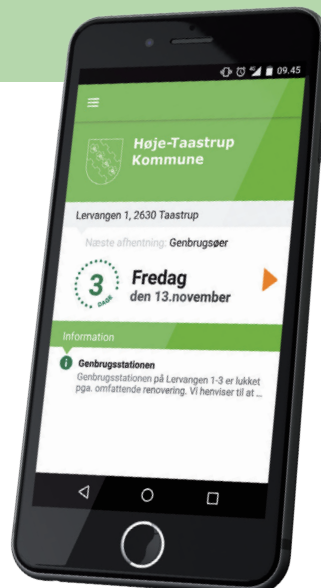 09.45
Høje-Taastrup
Kommune
Lervangen 1, 2630 Taastrup
Næste afhentning: Genbrugsøer
3
DAGE
Fredag
den 13.november
Information
Genbrugsstationen
Genbrugsstationen på Lervangen 1-3 er lukket
pga. omfattende renovering. Vi henviser til at ...